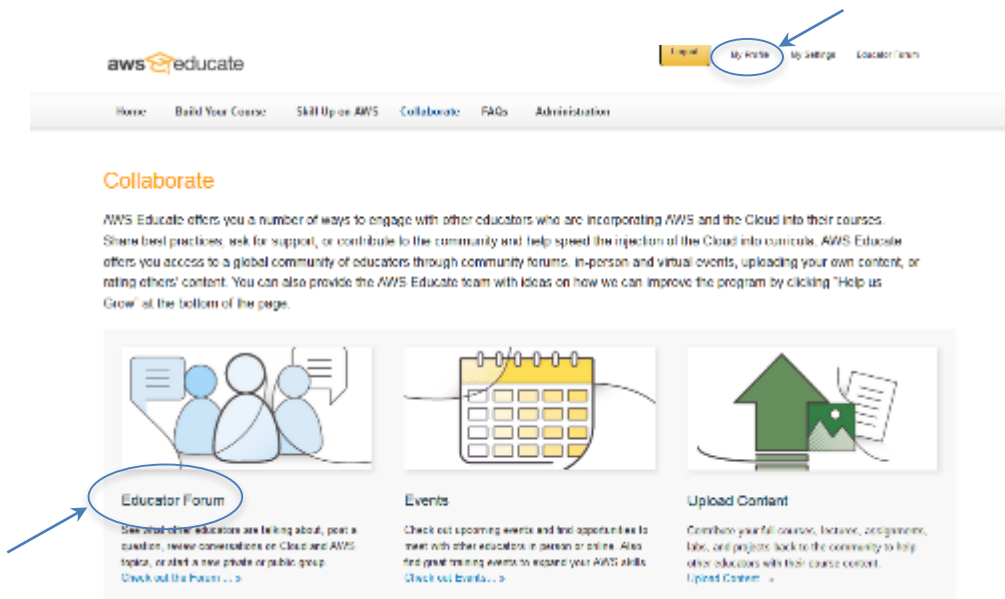 aws educate
Logout My Profile My Settings Educator Forum
Home Build Your Course Skill Up on AWS Collaborate FAQs Administration
Collaborate
AWS Educate offers you a number of ways to engage with other educators who are incorporating AWS and the Cloud into their courses.
Share best practices, ask for support, or contribute to the community and help speed the injection of the Cloud into curricula. AWS Educate
offers you access to a global community of educators through community forums, in-person and virtual events, uploading your own content, or
rating others' content. You can also provide the AWS Educate team with ideas on how we can improve the program by clicking "Help us
Grow" at the bottom of the page.
Educator Forum
See what other educators are talking about, post a
question, review conversations on Cloud and AWS
topics, or start a new private or public group.
Check out the Forum ... »
Events
Check out upcoming events and find opportunities to
meet with other educators in person or online. Also
find great training events to expand your AWS skills.
Check out Events... »
Upload Content
Contribute your full courses, lectures, assignments,
labs, and projects back to the community to help
other educators with their course content.
Upload Content... »